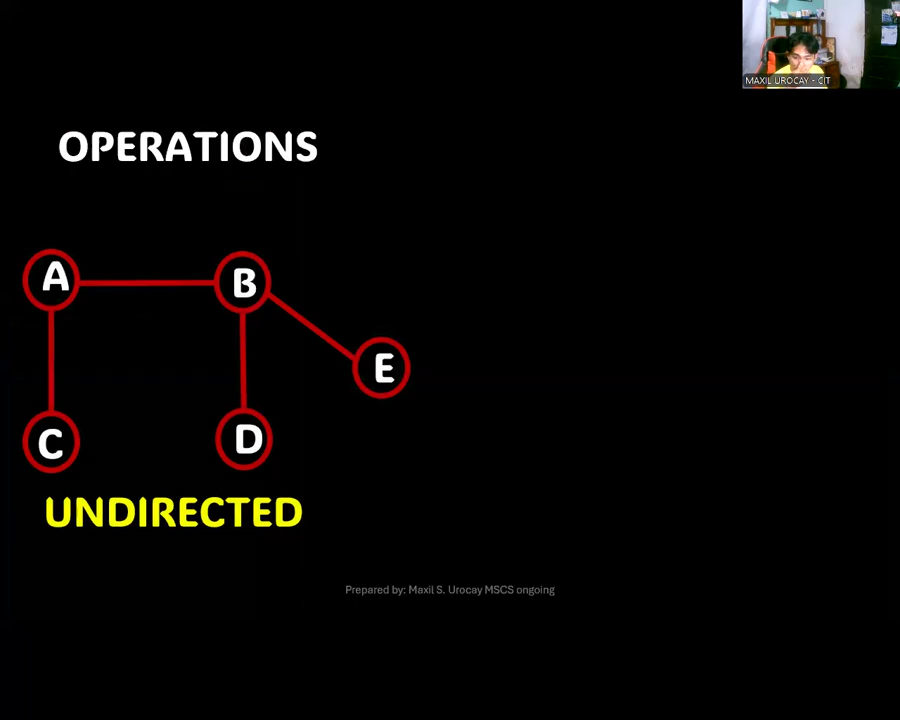 MAXIL UROCAY - CIT
OPERATIONS
A
B
E
C
D
UNDIRECTED
Prepared by: Maxil S. Urocay MSCS ongoing